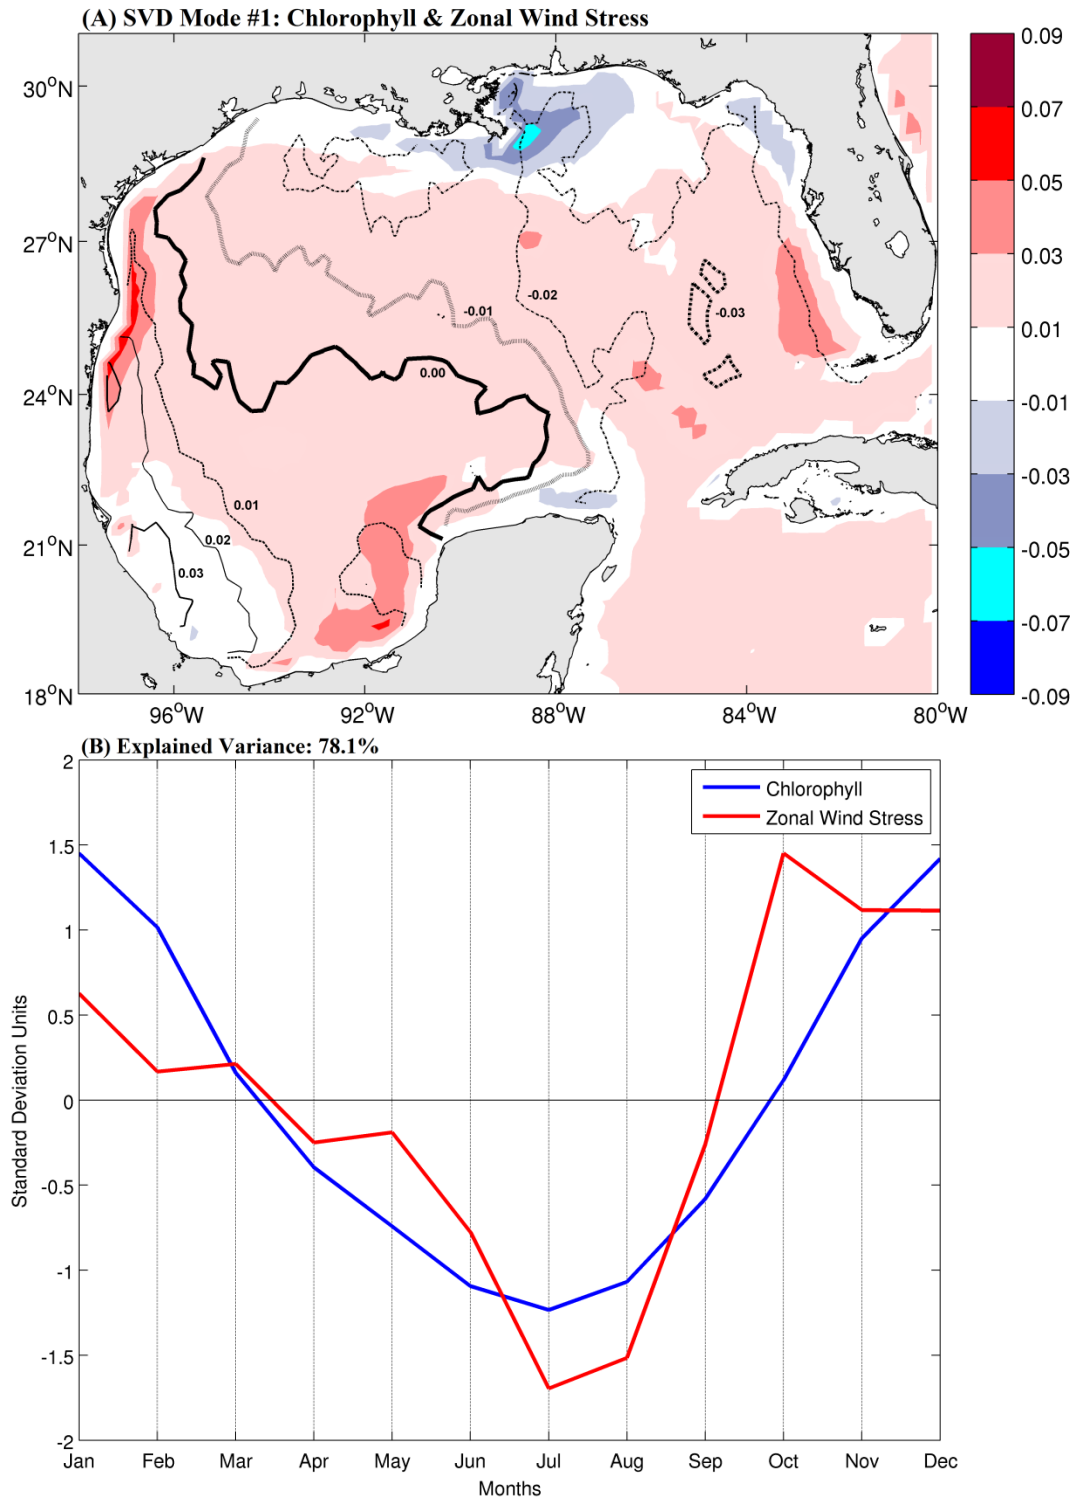 (A) SVD Mode #1: Chlorophyll & Zonal Wind Stress
0.09
30°N
0.07
0.05
27°N
0.03
-0.02
-0.01
-0.03
0.01
0.00
24°N
-0.01
-0.03
0.01
0.02
21°N
-0.05
0.03
-0.07
18°N
-0.09
96°W
92°W
88°W
84°W
80°W
(B) Explained Variance: 78.1%
2
Chlorophyll
Zonal Wind Stress
1.5
1
0.5
0
-0.5
-1
-1.5
-2
Standard Deviation Units
Jan
Feb
Mar
Apr
May
Jun
Jul
Aug
Sep
Oct
Nov
Dec
Months